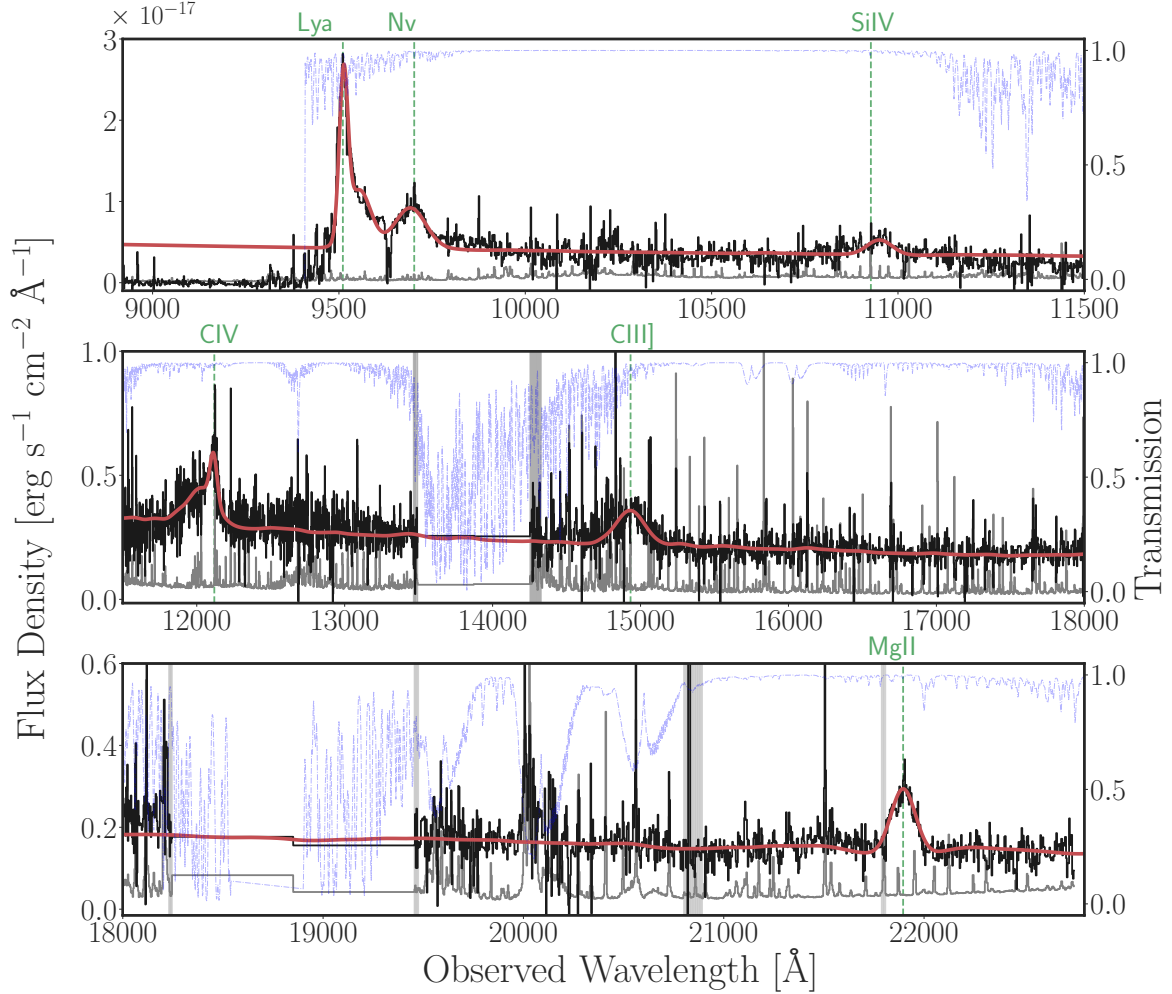 × 10−17
Lya Nv SiIV
3
2
1
0
1.0
0.5
0.0
9000 9500 10000 10500 11000 11500
CIV CIII]
1.0
0.5
0.0
1.0
0.5
0.0
12000 13000 14000 15000 16000 17000 18000
MgII
0.6
0.4
0.2
0.0
1.0
0.5
0.0
18000 19000 20000 21000 22000
Flux Density [erg s−1 cm−2 Å−1]
Transmission
Observed Wavelength [Å]